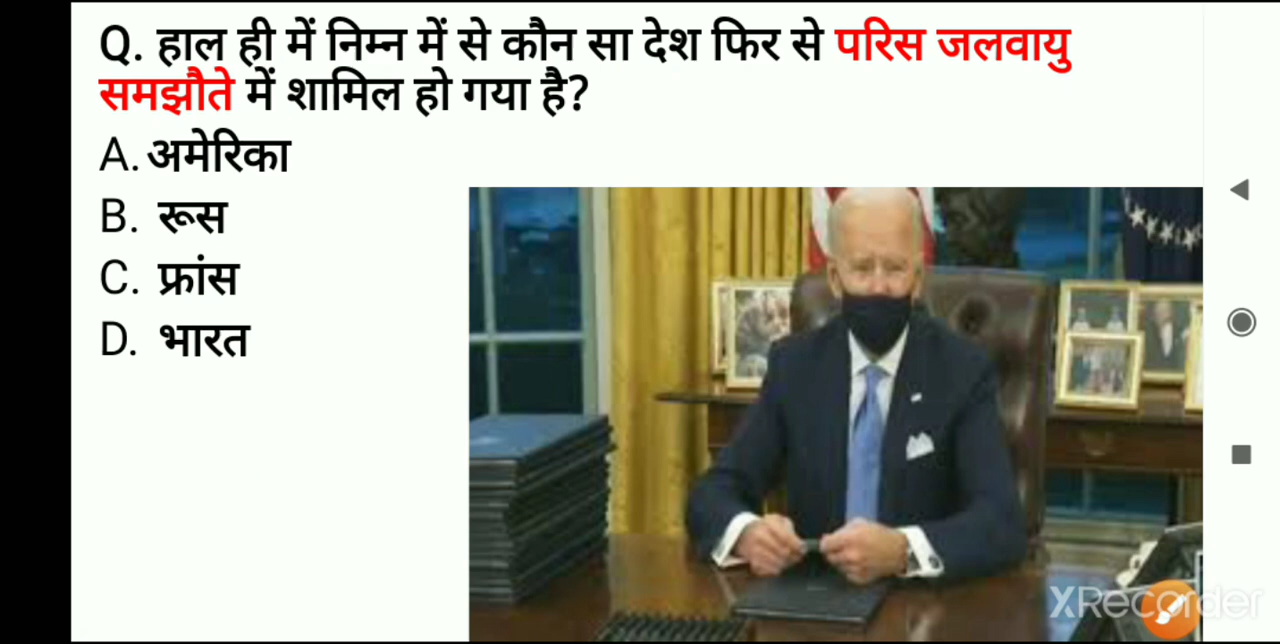 Q. हाल ही में निम्न में से कौन सा देश फिर से परिस जलवायु
समझौते में शामिल हो गया है?
A. अमेरिका
B. रूस
C. फ्रांस
D. भारत
XRecorder